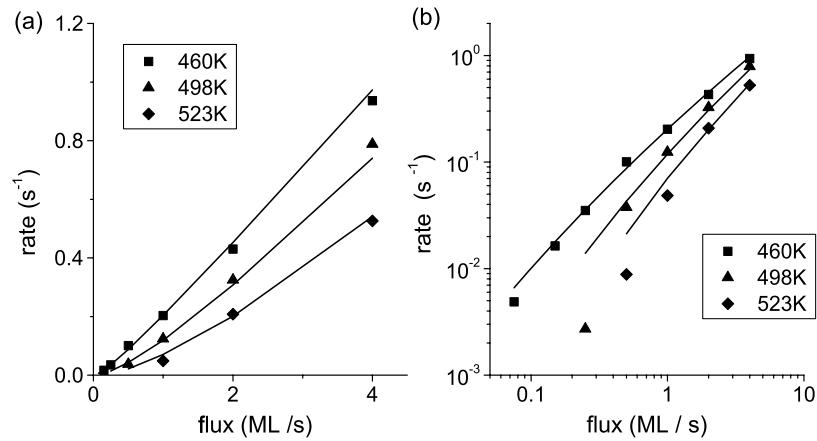 (a)
1.2
0.8
0.4
0.0
rate (s⁻¹)
460K
498K
523K
0
2
4
flux (ML /s)
(b)
10⁰
10⁻¹
10⁻²
10⁻³
rate (s⁻¹)
460K
498K
523K
0.1
1
10
flux (ML / s)